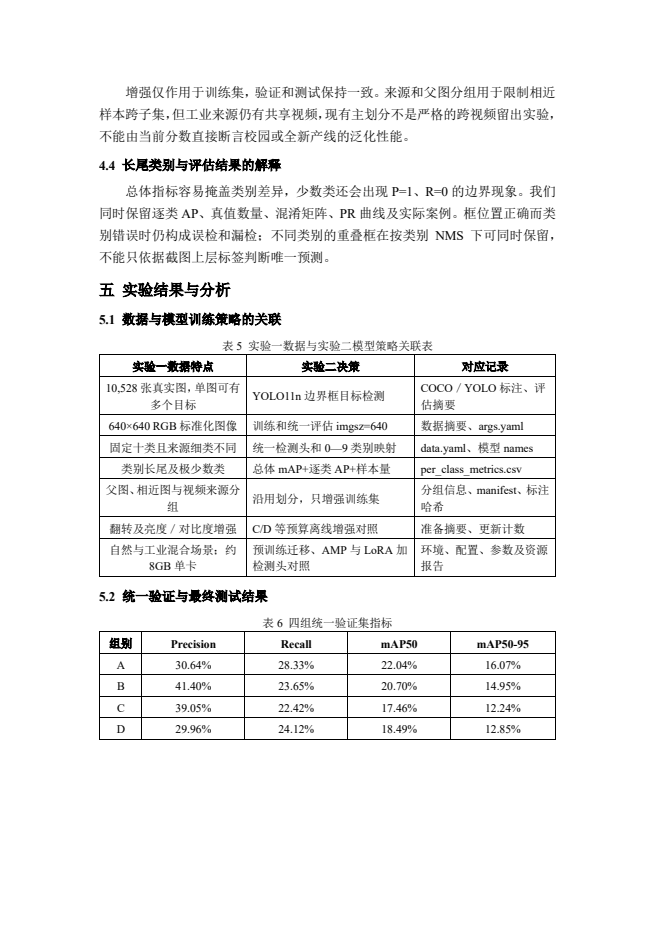 增强仅作用于训练集，验证和测试保持一致。来源和父图分组用于限制相近
样本跨子集，但工业来源仍有共享视频，现有主划分不是严格的跨视频留出实验，
不能由当前分数直接断言校园或全新产线的泛化性能。
4.4 长尾类别与评估结果的解释
总体指标容易掩盖类别差异，少数类还会出现 P=1、R=0 的边界现象。我们
同时保留逐类 AP、真值数量、混淆矩阵、PR 曲线及实际案例。框位置正确而类
别错误时仍构成误检和漏检；不同类别的重叠框在按类别 NMS 下可同时保留，
不能只依据截图上层标签判断唯一预测。
五 实验结果与分析
5.1 数据与模型训练策略的关联
表 5 实验一数据与实验二模型策略关联表
实验一数据特点 实验二决策 对应记录
10,528 张真实图，单图可有
多个目标
YOLO11n 边界框目标检测
COCO / YOLO 标注、评
估摘要
640×640 RGB 标准化图像 训练和统一评估 imgsz=640 数据摘要、args.yaml
固定十类且来源细类不同 统一检测头和 0—9 类别映射 data.yaml、模型 names
类别长尾及极少数类 总体 mAP+逐类 AP+样本量 per_class_metrics.csv
父图、相近图与视频来源分
组
沿用划分，只增强训练集
分组信息、manifest、标注
哈希
翻转及亮度 / 对比度增强 C/D 等预算离线增强对照 准备摘要、更新计数
自然与工业混合场景；约
8GB 单卡
预训练迁移、AMP 与 LoRA 加
检测头对照
环境、配置、参数及资源
报告
5.2 统一验证与最终测试结果
表 6 四组统一验证集指标
组别 Precision Recall mAP50 mAP50-95
A 30.64% 28.33% 22.04% 16.07%
B 41.40% 23.65% 20.70% 14.95%
C 39.05% 22.42% 17.46% 12.24%
D 29.96% 24.12% 18.49% 12.85%